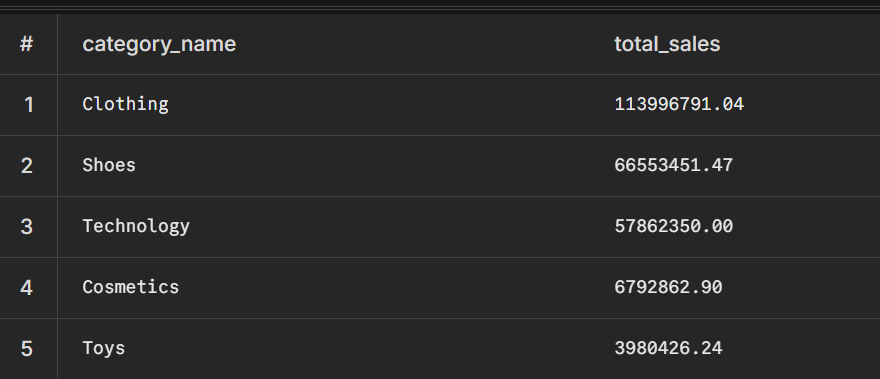 # category_name total_sales
1 Clothing 113996791.04
2 Shoes 66553451.47
3 Technology 57862350.00
4 Cosmetics 6792862.90
5 Toys 3980426.24